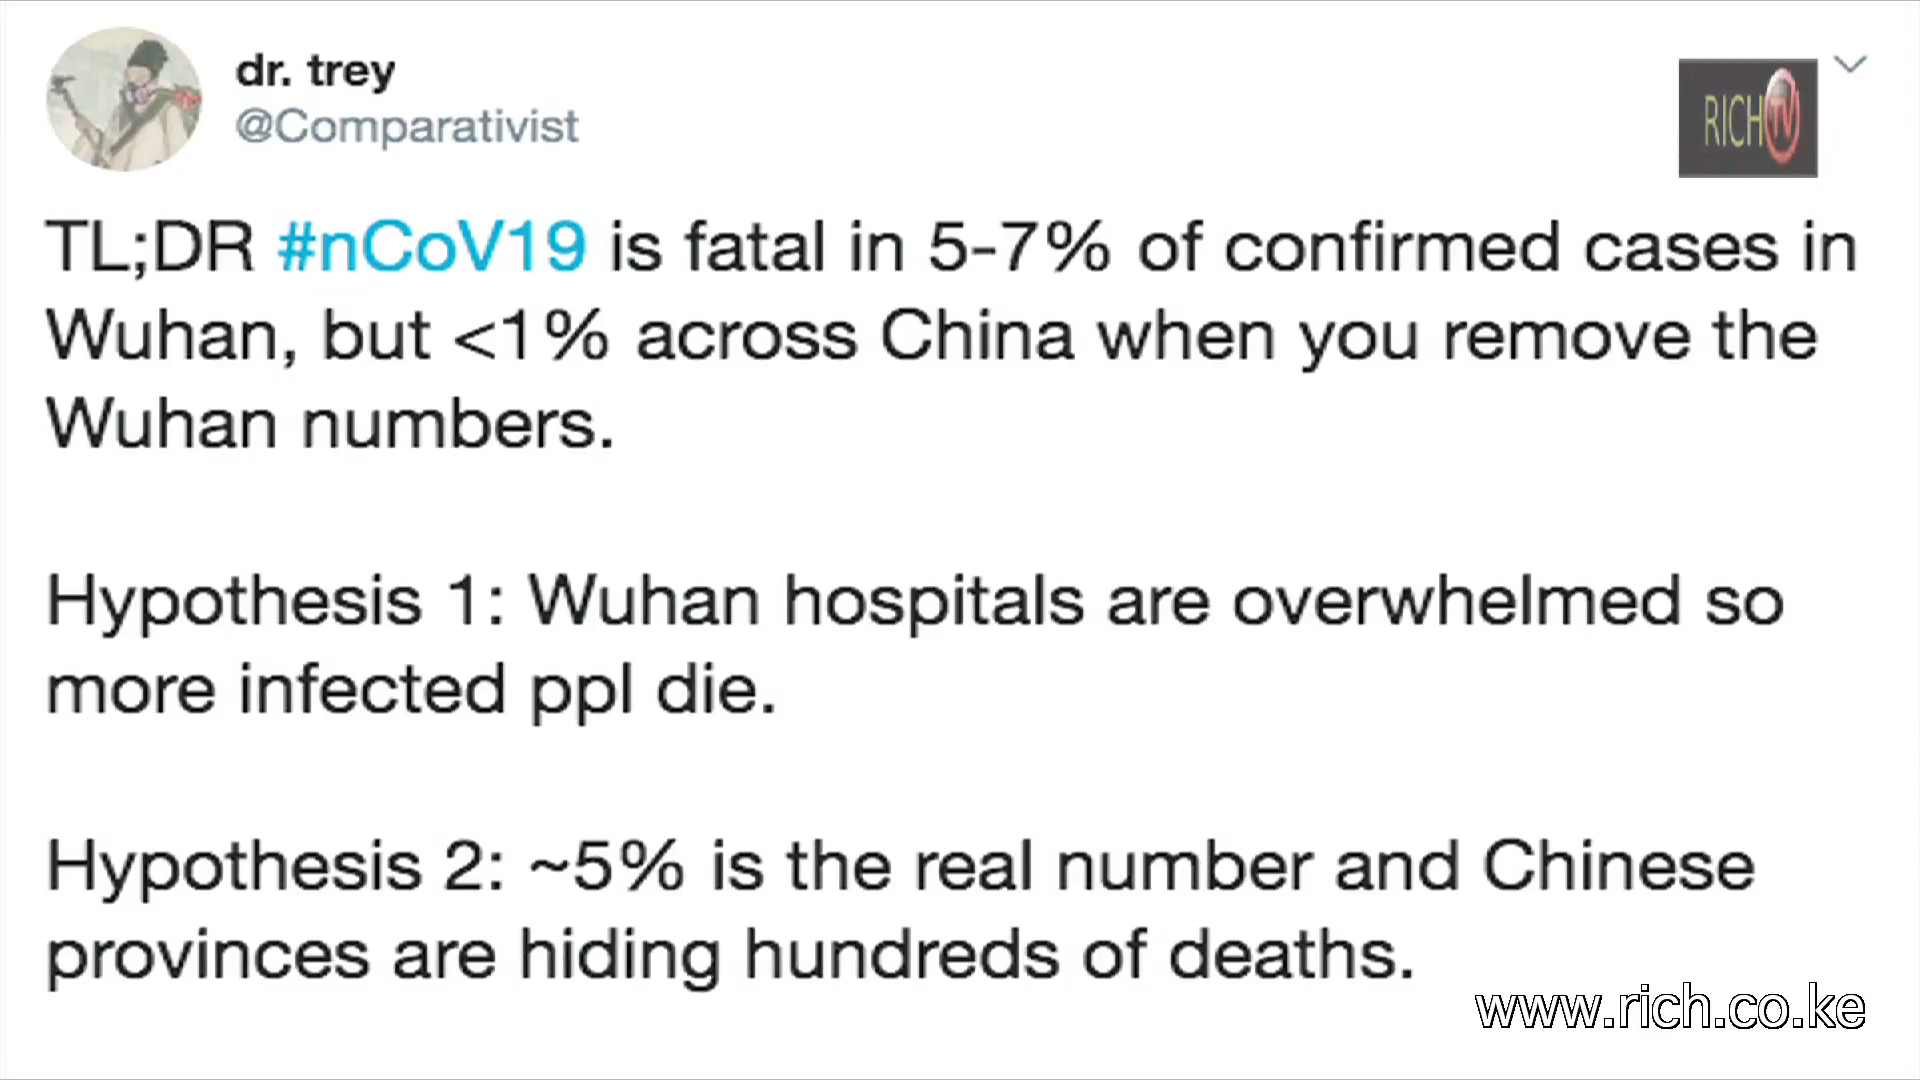 dr. trey
@Comparativist
RICH TV
TL;DR #nCoV19 is fatal in 5-7% of confirmed cases in
Wuhan, but <1% across China when you remove the
Wuhan numbers.
Hypothesis 1: Wuhan hospitals are overwhelmed so
more infected ppl die.
Hypothesis 2: ~5% is the real number and Chinese
provinces are hiding hundreds of deaths.
www.rich.co.ke